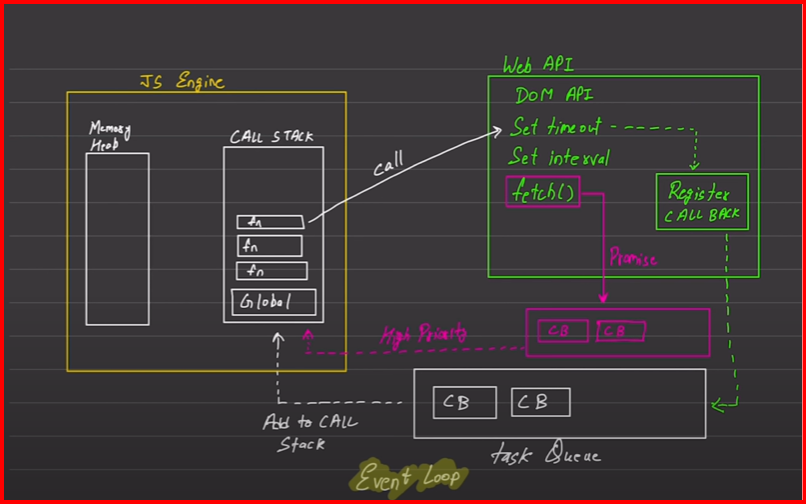 JS Engine
Memory
Heap
CALL STACK
fn
fn
fn
Global
call
Web API
DOM API
Set timeout
Set interval
fetch()
Register
CALL BACK
Promise
CB
CB
High Priority
CB
CB
Add to CALL
Stack
task Queue
Event Loop